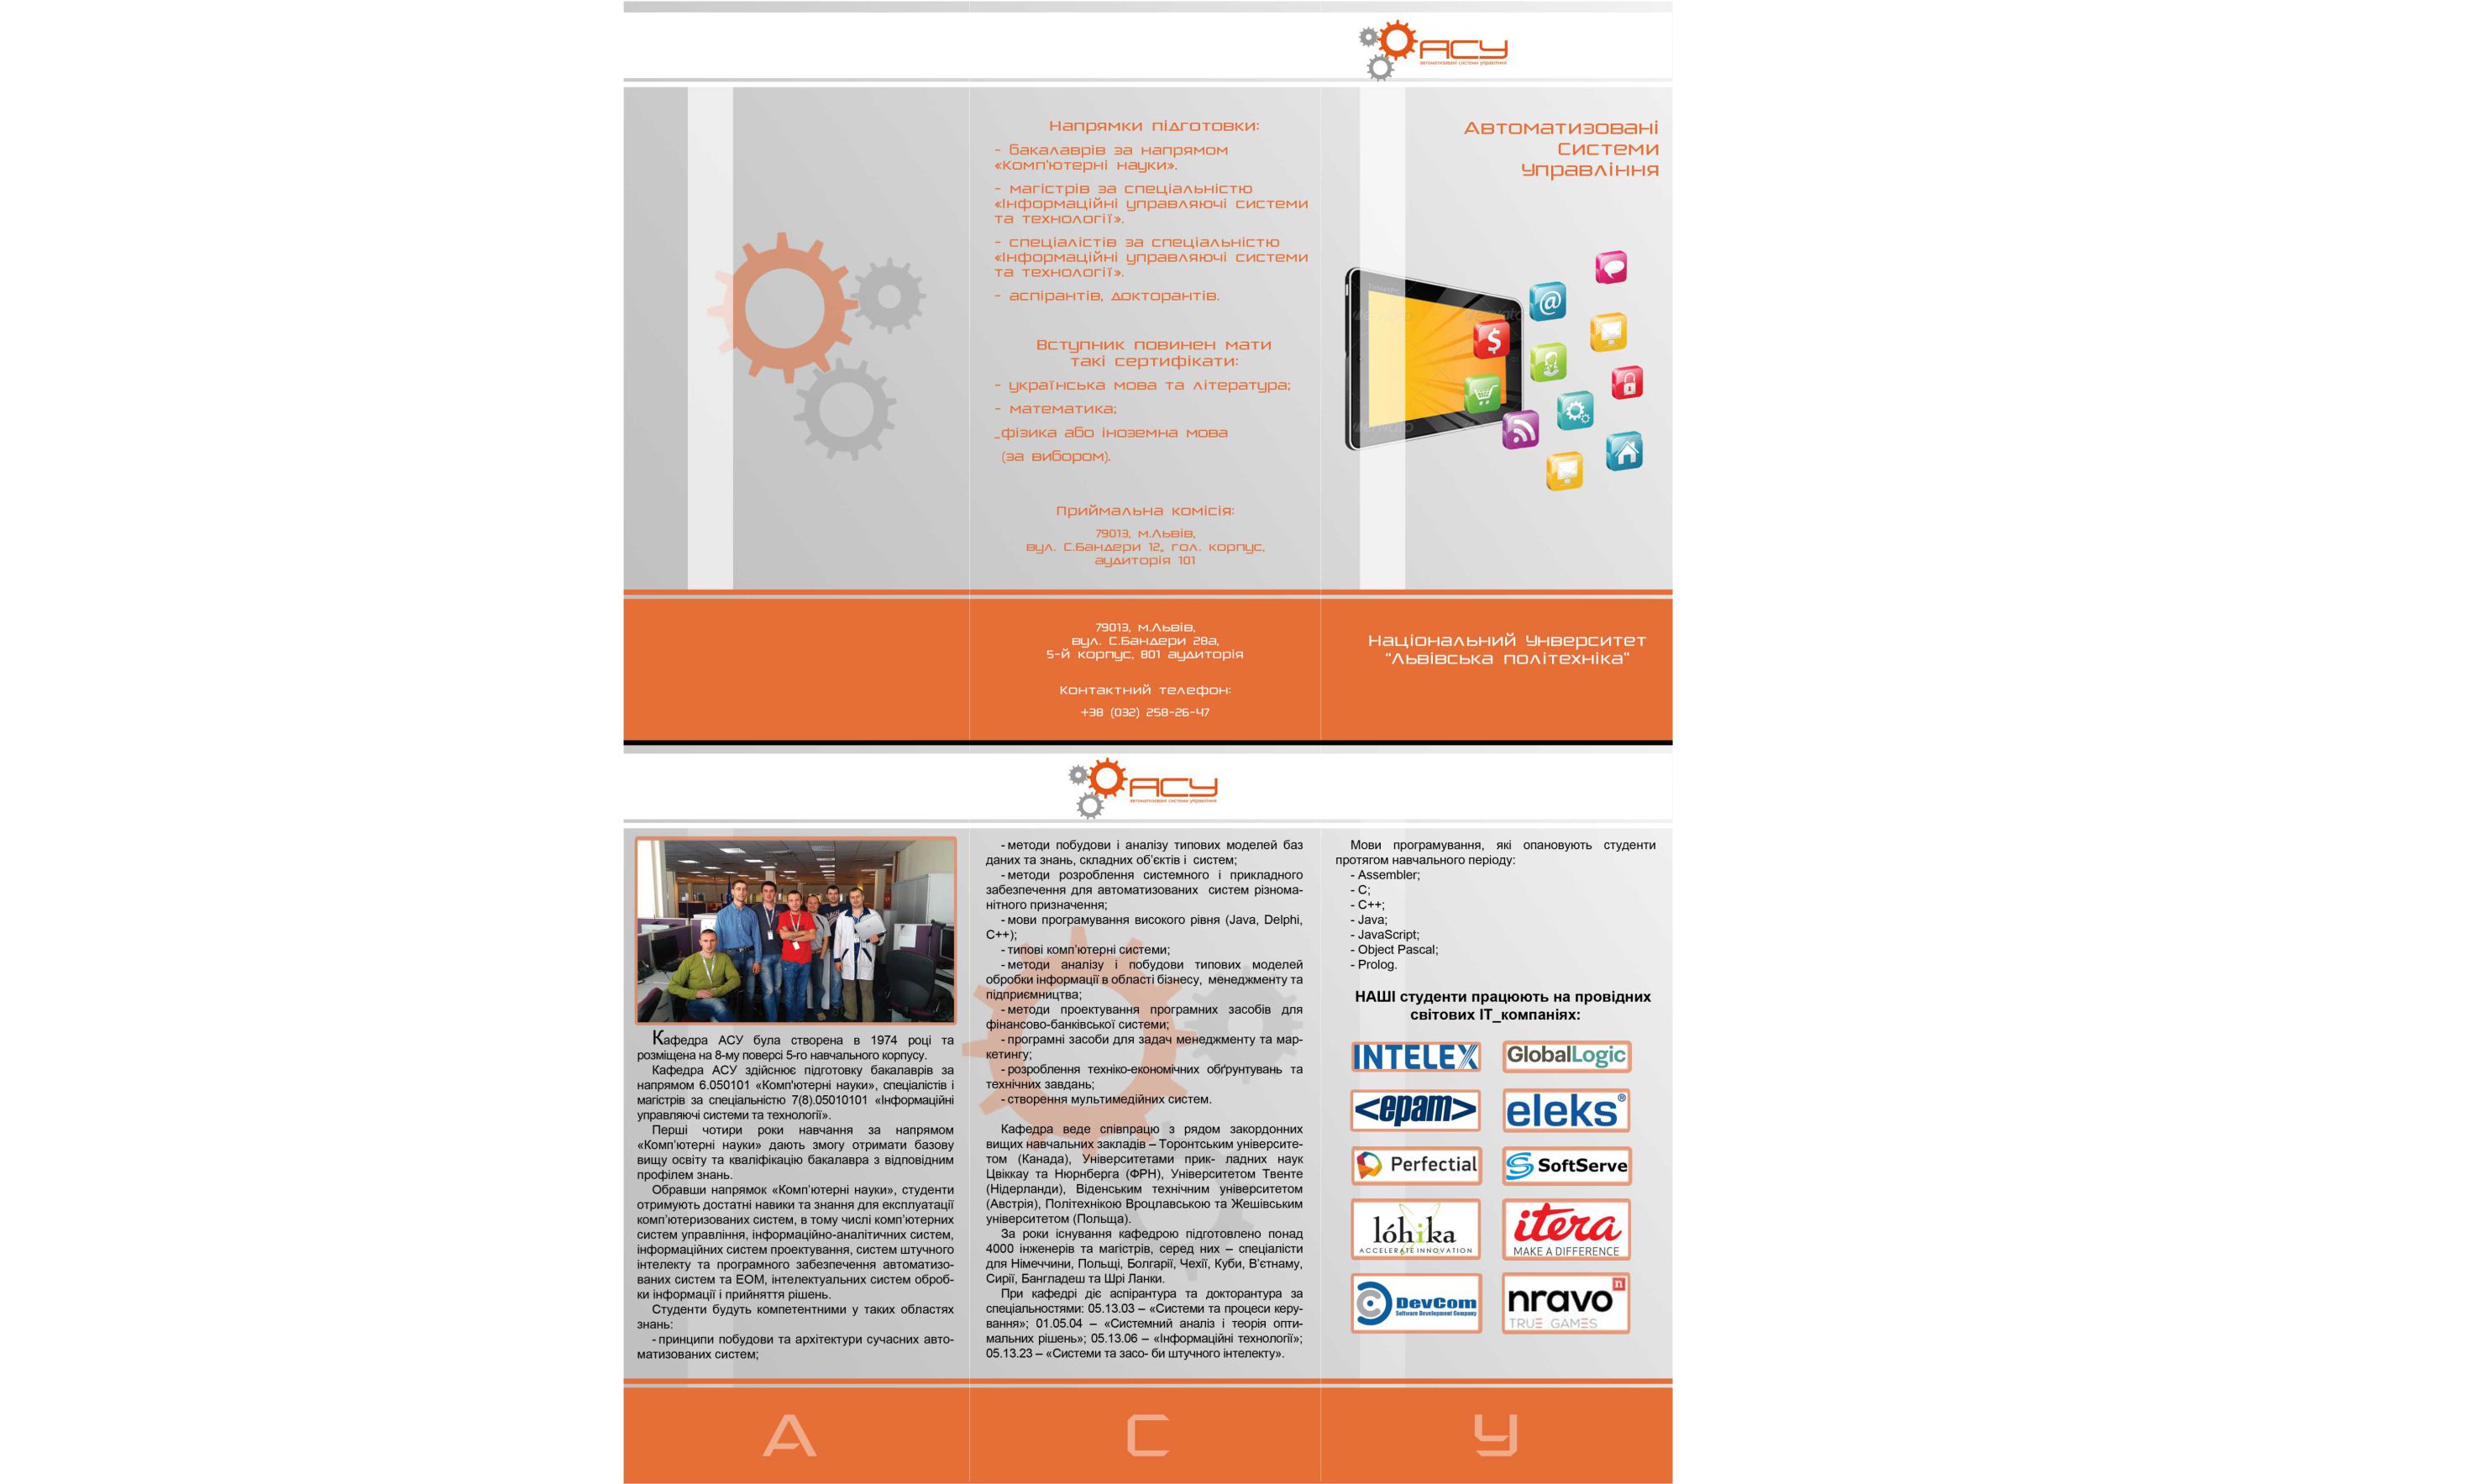 АСУ
автоматизовані системи управління
Напрямки підготовки:
- бакалаврів за напрямом
«Комп'ютерні науки».
- магістрів за спеціальністю
«Інформаційні управляючі системи
та технології».
- спеціалістів за спеціальністю
«Інформаційні управляючі системи
та технології».
- аспірантів, докторантів.
Вступник повинен мати
такі сертифікати:
- українська мова та література;
- математика;
_фізика або іноземна мова
(за вибором).
Приймальна комісія:
79013, м.Львів,
вул. С.Бандери 12, гол. корпус,
аудиторія 101
79013, м.Львів,
вул. С.Бандери 28а,
5-й корпус, 801 аудиторія
Контактний телефон:
+38 (032) 258-26-47
Автоматизовані
Системи
Управління
Національний Унверситет
"Львівська політехніка"
АСУ
автоматизовані системи управління
Кафедра АСУ була створена в 1974 році та
розміщена на 8-му поверсі 5-го навчального корпусу.
Кафедра АСУ здійснює підготовку бакалаврів за
напрямом 6.050101 «Комп'ютерні науки», спеціалістів і
магістрів за спеціальністю 7(8).05010101 «Інформаційні
управляючі системи та технології».
Перші чотири роки навчання за напрямом
«Комп'ютерні науки» дають змогу отримати базову
вищу освіту та кваліфікацію бакалавра з відповідним
профілем знань.
Обравши напрямок «Комп'ютерні науки», студенти
отримують достатні навики та знання для експлуатації
комп'ютеризованих систем, в тому числі комп'ютерних
систем управління, інформаційно-аналітичних систем,
інформаційних систем проектування, систем штучного
інтелекту та програмного забезпечення автоматизо-
ваних систем та ЕОМ, інтелектуальних систем оброб-
ки інформації і прийняття рішень.
Студенти будуть компетентними у таких областях
знань:
- принципи побудови та архітектури сучасних авто-
матизованих систем;
- методи побудови і аналізу типових моделей баз
даних та знань, складних об'єктів і систем;
- методи розроблення системного і прикладного
забезпечення для автоматизованих систем різнома-
нітного призначення;
- мови програмування високого рівня (Java, Delphi,
C++);
- типові комп'ютерні системи;
- методи аналізу і побудови типових моделей
обробки інформації в області бізнесу, менеджменту та
підприємництва;
- методи проектування програмних засобів для
фінансово-банківської системи;
- програмні засоби для задач менеджменту та мар-
кетингу;
- розроблення техніко-економічних обґрунтувань та
технічних завдань;
- створення мультимедійних систем.
Кафедра веде співпрацю з рядом закордонних
вищих навчальних закладів – Торонтським університе-
том (Канада), Університетами прик- ладних наук
Цвіккау та Нюрнберга (ФРН), Університетом Твенте
(Нідерланди), Віденським технічним університетом
(Австрія), Політехнікою Вроцлавською та Жешівським
університетом (Польща).
За роки існування кафедрою підготовлено понад
4000 інженерів та магістрів, серед них – спеціалісти
для Німеччини, Польщі, Болгарії, Чехії, Куби, В'єтнаму,
Сирії, Бангладеш та Шрі Ланки.
При кафедрі діє аспірантура та докторантура за
спеціальностями: 05.13.03 – «Системи та процеси керу-
вання»; 01.05.04 – «Системний аналіз і теорія опти-
мальних рішень»; 05.13.06 – «Інформаційні технології»;
05.13.23 – «Системи та засо- би штучного інтелекту».
Мови програмування, які опановують студенти
протягом навчального періоду:
- Assembler;
- C;
- C++;
- Java;
- JavaScript;
- Object Pascal;
- Prolog.
НАШІ студенти працюють на провідних
світових IT_компаніях:
INTELEX
GlobalLogic
<epam>
eleks®
Perfectial
SoftServe
lóhika
ACCELERATE INNOVATION
itera
MAKE A DIFFERENCE
DevCom
Software Development Company
nravo n
TRUE GAMES
А
С
У